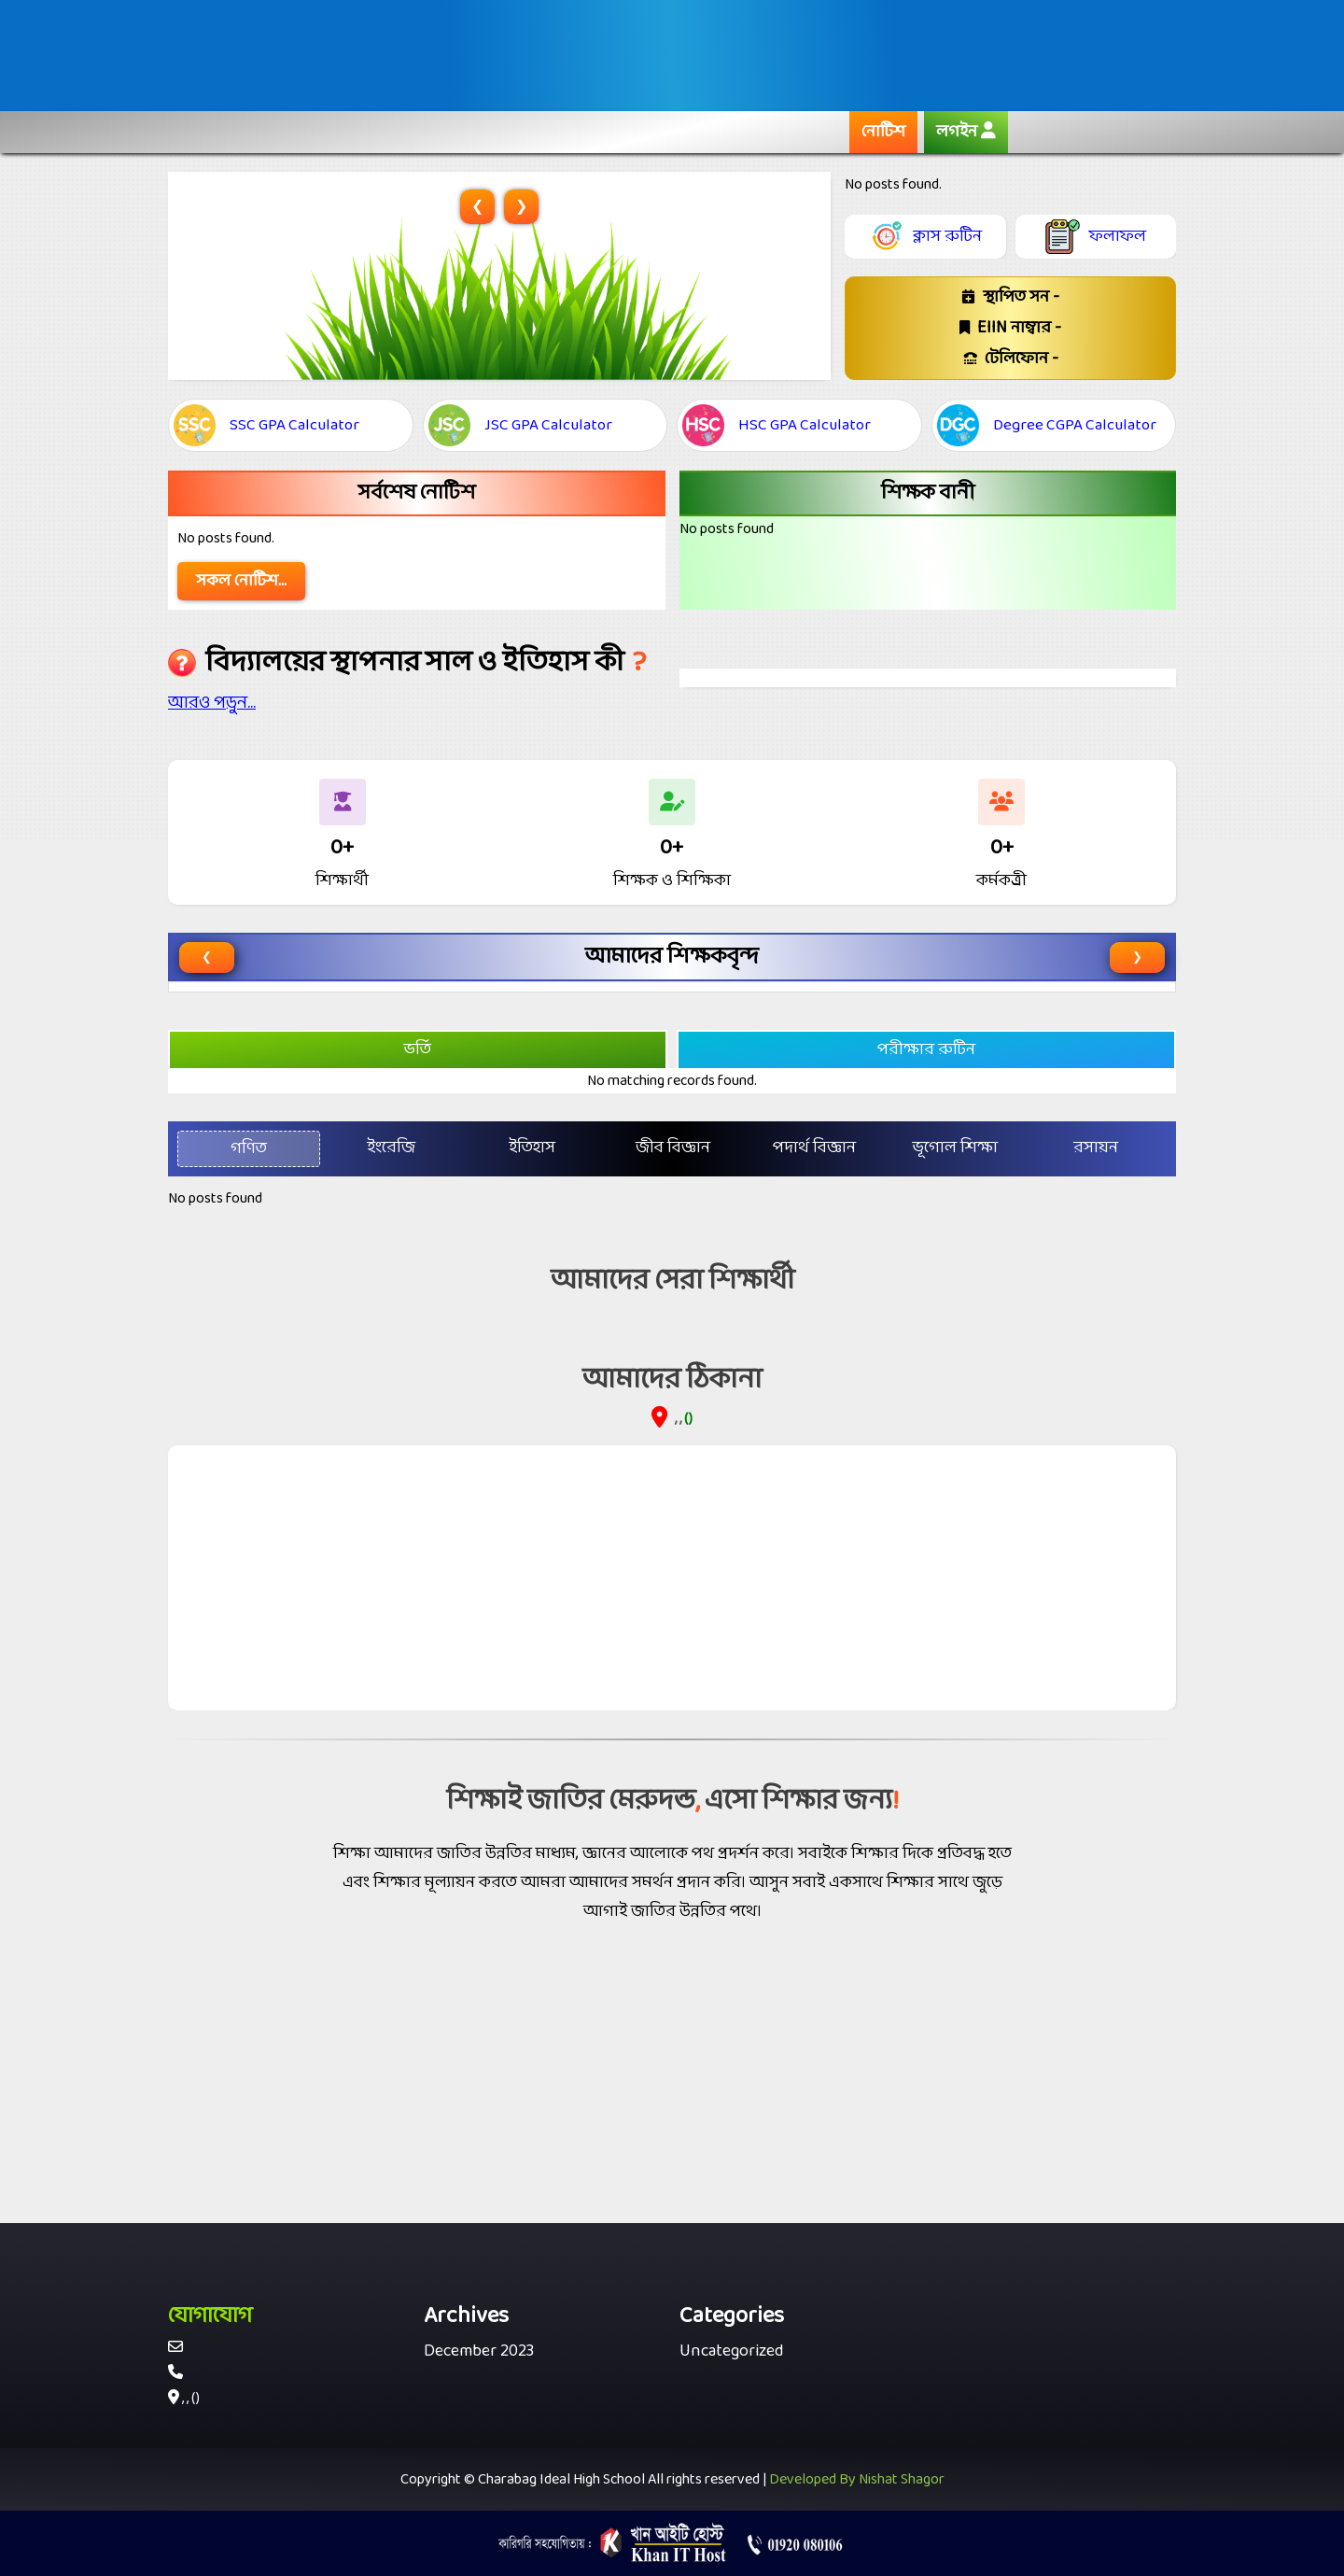 নোটিশ
লগইন
No posts found.
ক্লাস রুটিন
ফলাফল
স্থাপিত সন -
EIIN নাম্বার -
টেলিফোন -
SSC SSC GPA Calculator
JSC JSC GPA Calculator
HSC HSC GPA Calculator
DGC Degree CGPA Calculator
সর্বশেষ নোটিশ
No posts found.
সকল নোটিশ...
শিক্ষক বানী
No posts found
? বিদ্যালয়ের স্থাপনার সাল ও ইতিহাস কী ?
আরও পড়ুন...
0+
শিক্ষার্থী
0+
শিক্ষক ও শিক্ষিকা
0+
কর্মকত্রী
❮ আমাদের শিক্ষকবৃন্দ ❯
ভর্তি
পরীক্ষার রুটিন
No matching records found.
গণিত ইংরেজি ইতিহাস জীব বিজ্ঞান পদার্থ বিজ্ঞান ভূগোল শিক্ষা রসায়ন
No posts found
আমাদের সেরা শিক্ষার্থী
আমাদের ঠিকানা
, , ()
শিক্ষাই জাতির মেরুদন্ড, এসো শিক্ষার জন্য!
শিক্ষা আমাদের জাতির উন্নতির মাধ্যম, জ্ঞানের আলোকে পথ প্রদর্শন করে। সবাইকে শিক্ষার দিকে প্রতিবদ্ধ হতে
এবং শিক্ষার মূল্যায়ন করতে আমরা আমাদের সমর্থন প্রদান করি। আসুন সবাই একসাথে শিক্ষার সাথে জুড়ে
আগাই জাতির উন্নতির পথে।
যোগাযোগ
, , ()
Archives
December 2023
Categories
Uncategorized
Copyright © Charabag Ideal High School All rights reserved | Developed By Nishat Shagor
কারিগরি সহযোগিতায় : K খান আইটি হোস্ট
Khan IT Host
01920 080106